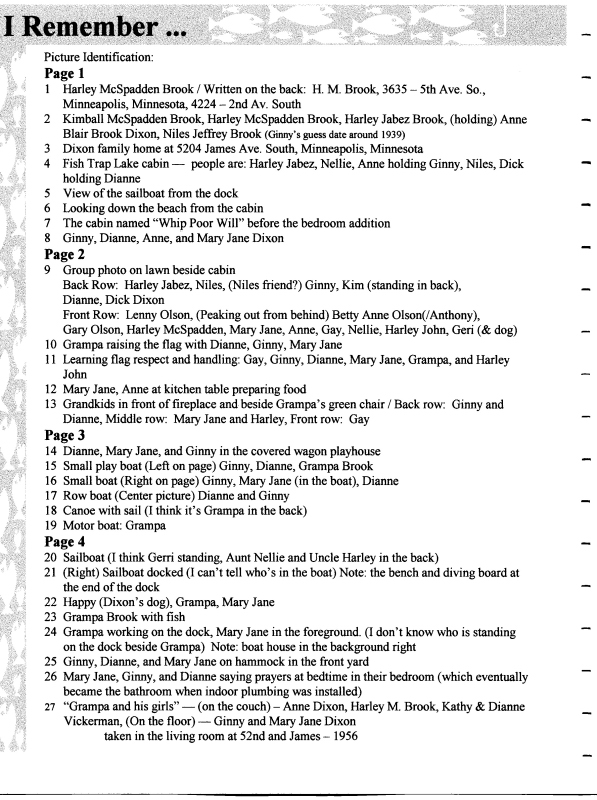 I Remember ...
Picture Identification:
Page 1
1 Harley McSpadden Brook / Written on the back: H. M. Brook, 3635 – 5th Ave. So.,
Minneapolis, Minnesota, 4224 – 2nd Av. South
2 Kimball McSpadden Brook, Harley McSpadden Brook, Harley Jabez Brook, (holding) Anne
Blair Brook Dixon, Niles Jeffrey Brook (Ginny's guess date around 1939)
3 Dixon family home at 5204 James Ave. South, Minneapolis, Minnesota
4 Fish Trap Lake cabin — people are: Harley Jabez, Nellie, Anne holding Ginny, Niles, Dick
holding Dianne
5 View of the sailboat from the dock
6 Looking down the beach from the cabin
7 The cabin named "Whip Poor Will" before the bedroom addition
8 Ginny, Dianne, Anne, and Mary Jane Dixon
Page 2
9 Group photo on lawn beside cabin
Back Row: Harley Jabez, Niles, (Niles friend?) Ginny, Kim (standing in back),
Dianne, Dick Dixon
Front Row: Lenny Olson, (Peaking out from behind) Betty Anne Olson(/Anthony),
Gary Olson, Harley McSpadden, Mary Jane, Anne, Gay, Nellie, Harley John, Geri (& dog)
10 Grampa raising the flag with Dianne, Ginny, Mary Jane
11 Learning flag respect and handling: Gay, Ginny, Dianne, Mary Jane, Grampa, and Harley
John
12 Mary Jane, Anne at kitchen table preparing food
13 Grandkids in front of fireplace and beside Grampa's green chair / Back row: Ginny and
Dianne, Middle row: Mary Jane and Harley, Front row: Gay
Page 3
14 Dianne, Mary Jane, and Ginny in the covered wagon playhouse
15 Small play boat (Left on page) Ginny, Dianne, Grampa Brook
16 Small boat (Right on page) Ginny, Mary Jane (in the boat), Dianne
17 Row boat (Center picture) Dianne and Ginny
18 Canoe with sail (I think it's Grampa in the back)
19 Motor boat: Grampa
Page 4
20 Sailboat (I think Gerri standing, Aunt Nellie and Uncle Harley in the back)
21 (Right) Sailboat docked (I can't tell who's in the boat) Note: the bench and diving board at
the end of the dock
22 Happy (Dixon's dog), Grampa, Mary Jane
23 Grampa Brook with fish
24 Grampa working on the dock, Mary Jane in the foreground. (I don't know who is standing
on the dock beside Grampa) Note: boat house in the background right
25 Ginny, Dianne, and Mary Jane on hammock in the front yard
26 Mary Jane, Ginny, and Dianne saying prayers at bedtime in their bedroom (which eventually
became the bathroom when indoor plumbing was installed)
27 "Grampa and his girls" — (on the couch) – Anne Dixon, Harley M. Brook, Kathy & Dianne
Vickerman, (On the floor) — Ginny and Mary Jane Dixon
taken in the living room at 52nd and James – 1956